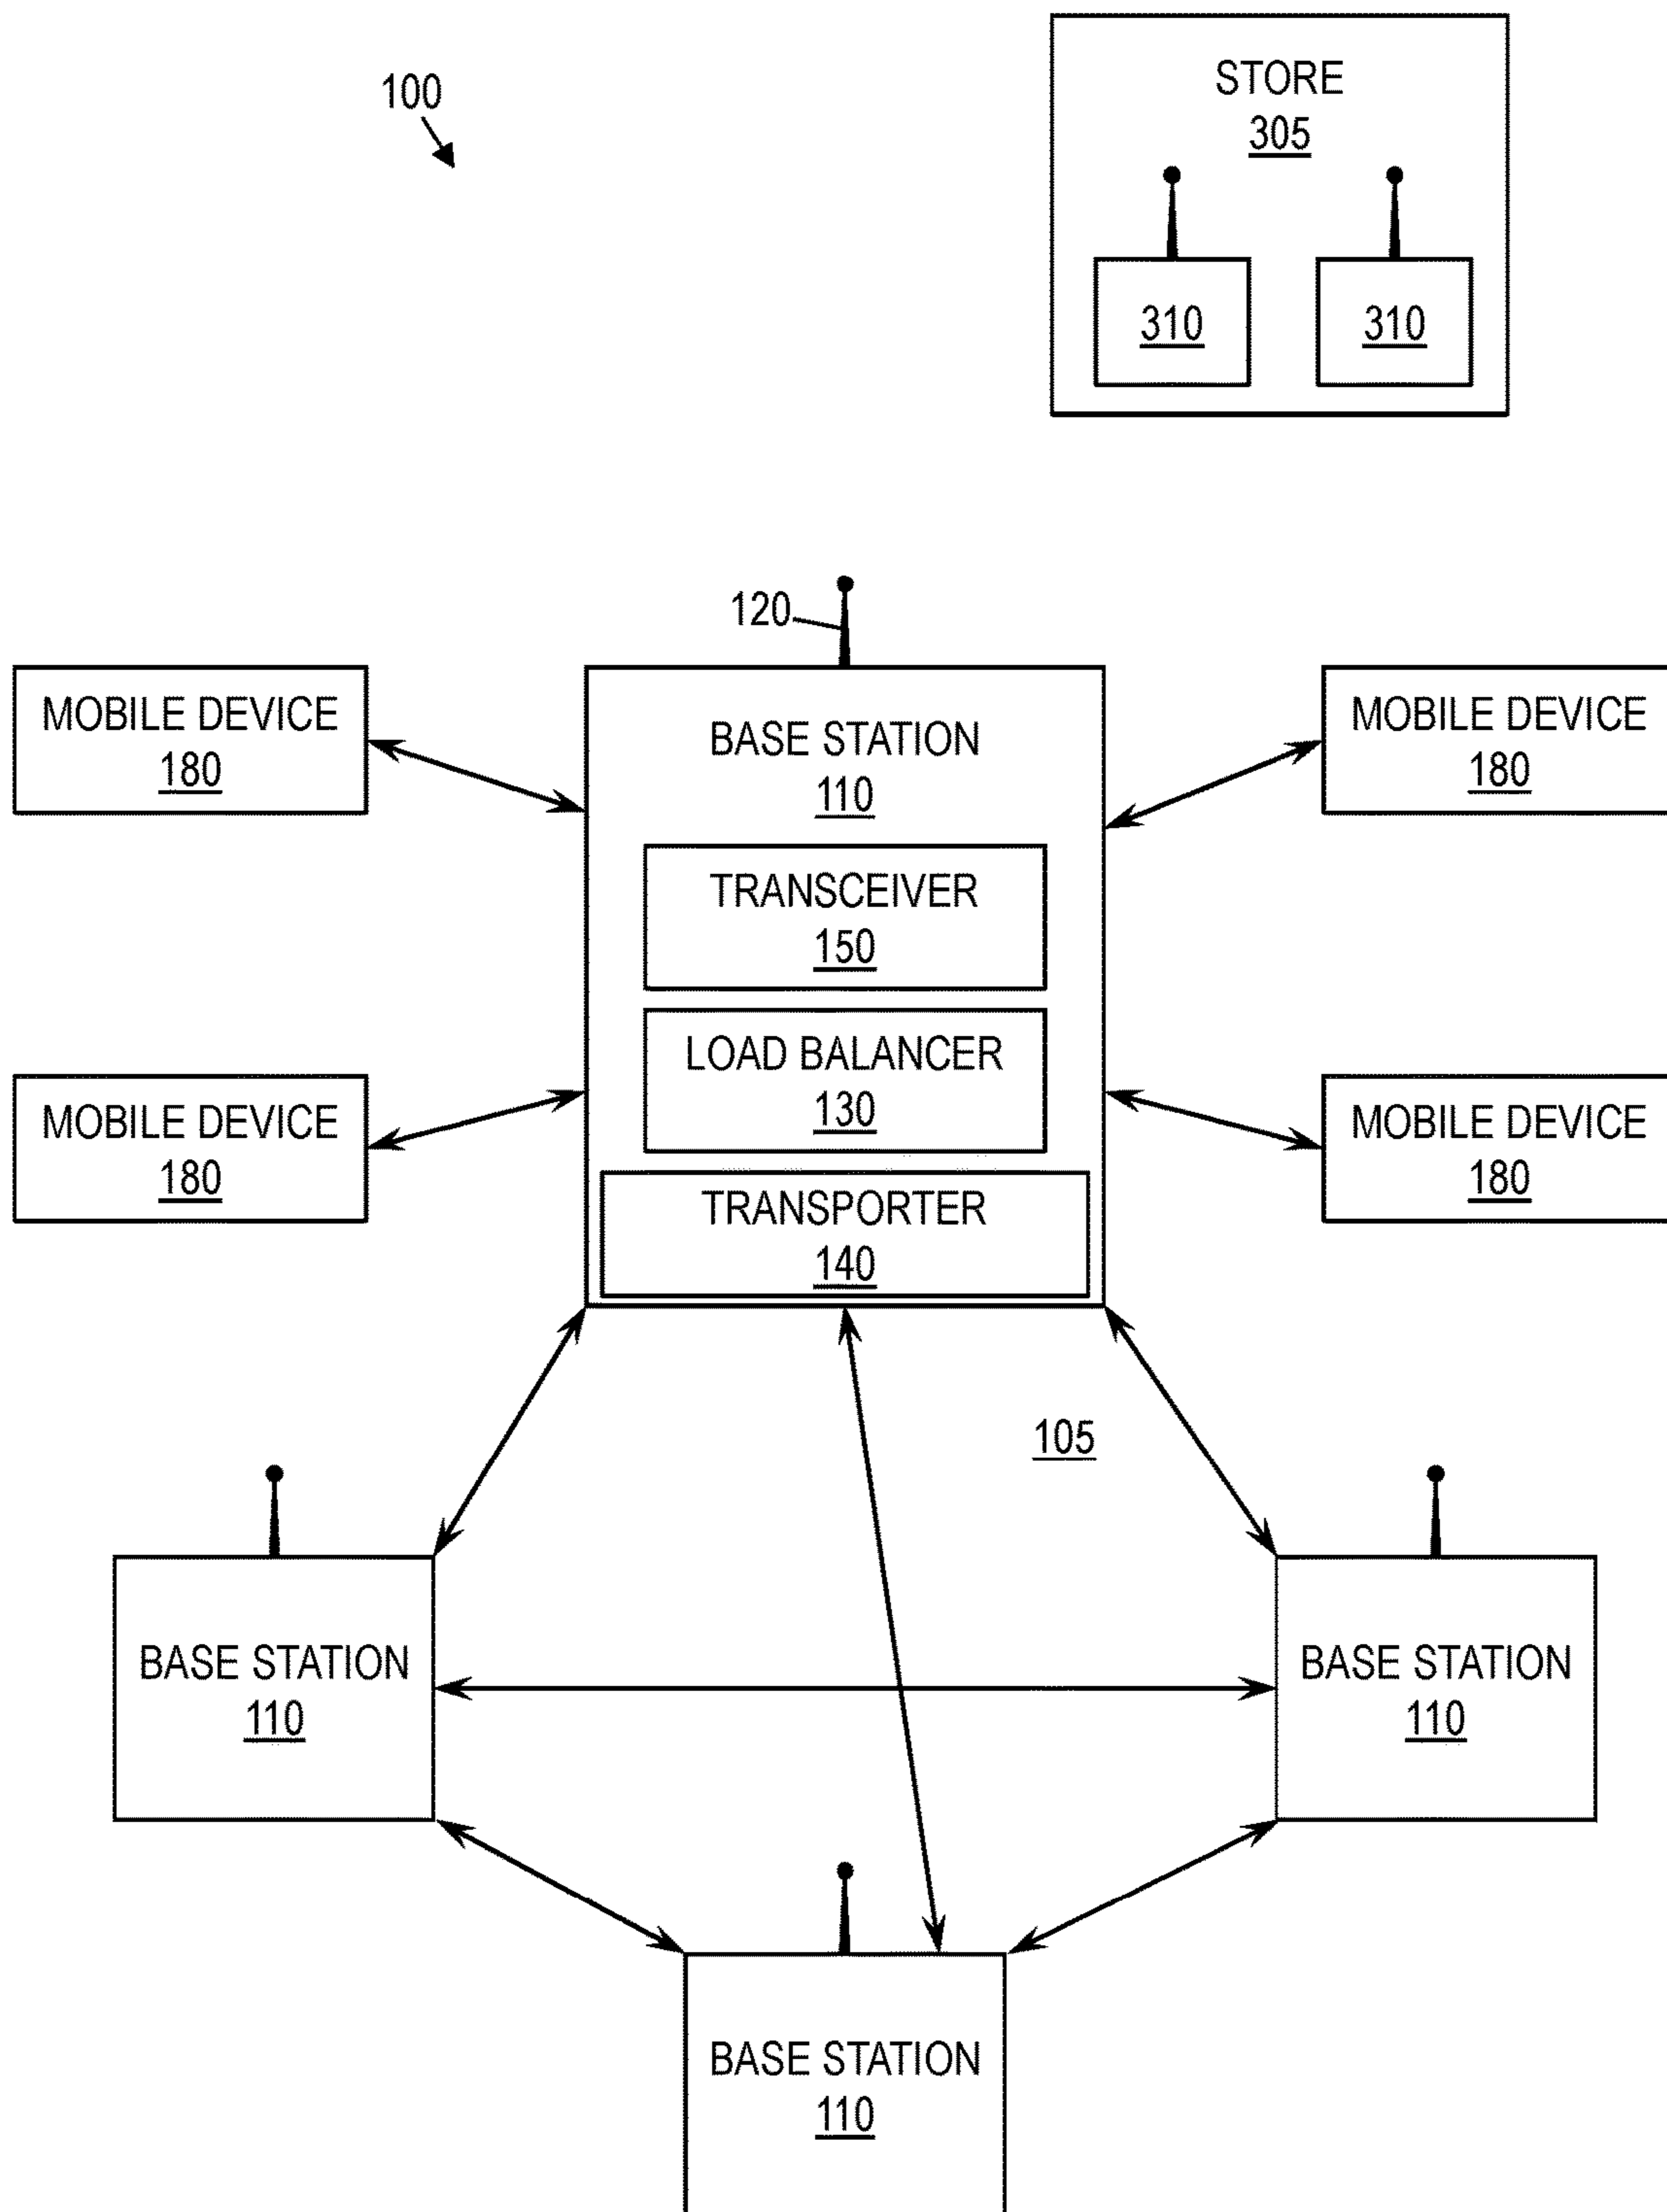 100
STORE
305
310
310
120
MOBILE DEVICE
180
BASE STATION
110
MOBILE DEVICE
180
TRANSCEIVER
150
LOAD BALANCER
130
MOBILE DEVICE
180
MOBILE DEVICE
180
TRANSPORTER
140
105
BASE STATION
110
BASE STATION
110
BASE STATION
110